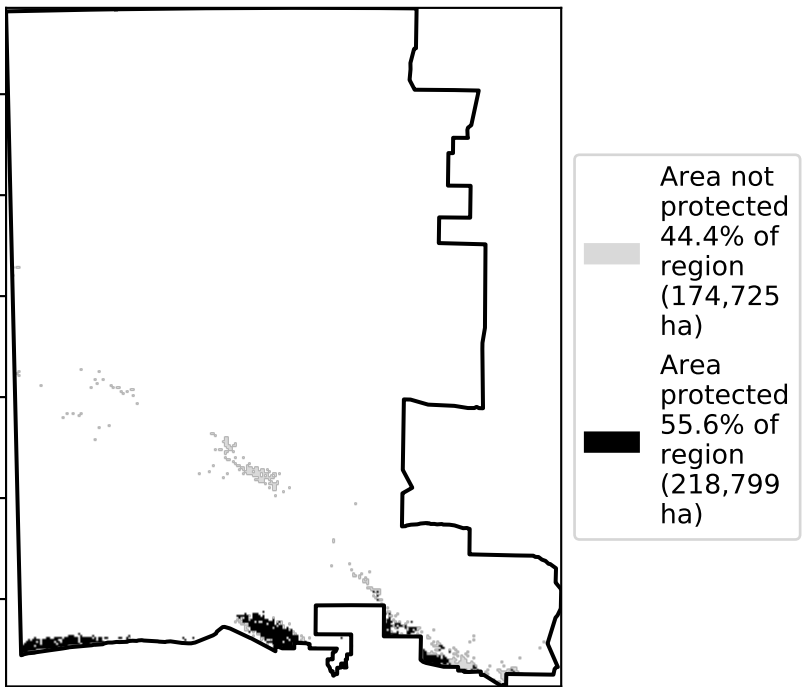 Area not
protected
44.4% of
region
(174,725
ha)
Area
protected
55.6% of
region
(218,799
ha)